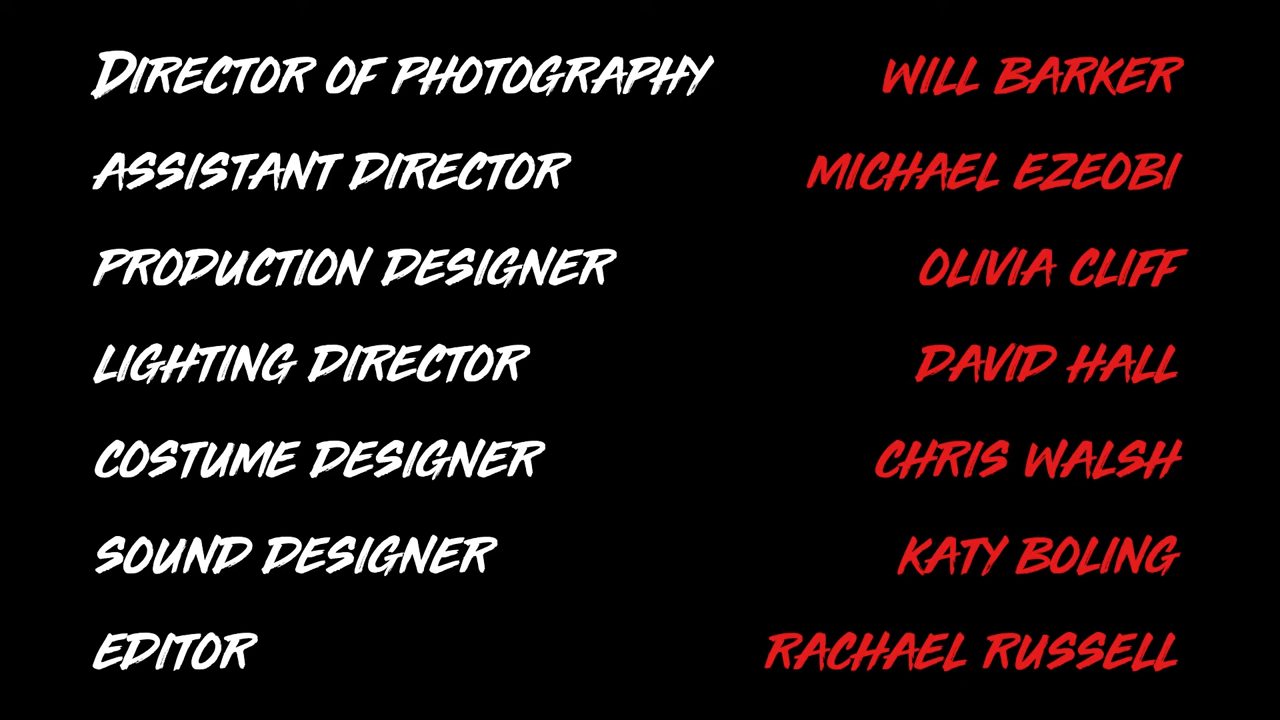 DIRECTOR OF PHOTOGRAPHY WILL BARKER
ASSISTANT DIRECTOR MICHAEL EZEOBI
PRODUCTION DESIGNER OLIVIA CLIFF
LIGHTING DIRECTOR DAVID HALL
COSTUME DESIGNER CHRIS WALSH
SOUND DESIGNER KATY BOLING
EDITOR RACHAEL RUSSELL